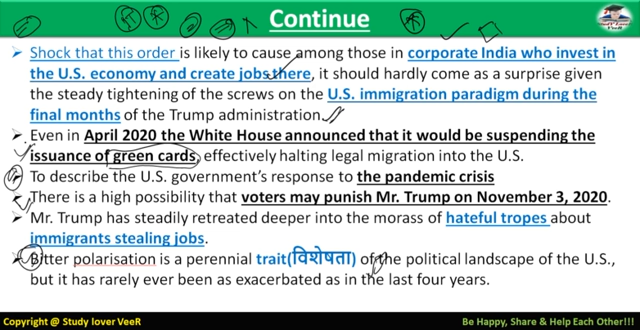 Continue
Shock that this order is likely to cause among those in corporate India who invest in
the U.S. economy and create jobs there, it should hardly come as a surprise given
the steady tightening of the screws on the U.S. immigration paradigm during the
final months of the Trump administration.
Even in April 2020 the White House announced that it would be suspending the
issuance of green cards, effectively halting legal migration into the U.S.
To describe the U.S. government's response to the pandemic crisis
There is a high possibility that voters may punish Mr. Trump on November 3, 2020.
Mr. Trump has steadily retreated deeper into the morass of hateful tropes about
immigrants stealing jobs.
Bitter polarisation is a perennial trait(विशेषता) of the political landscape of the U.S.,
but it has rarely ever been as exacerbated as in the last four years.
Copyright @ Study lover VeeR
Be Happy, Share & Help Each Other!!!